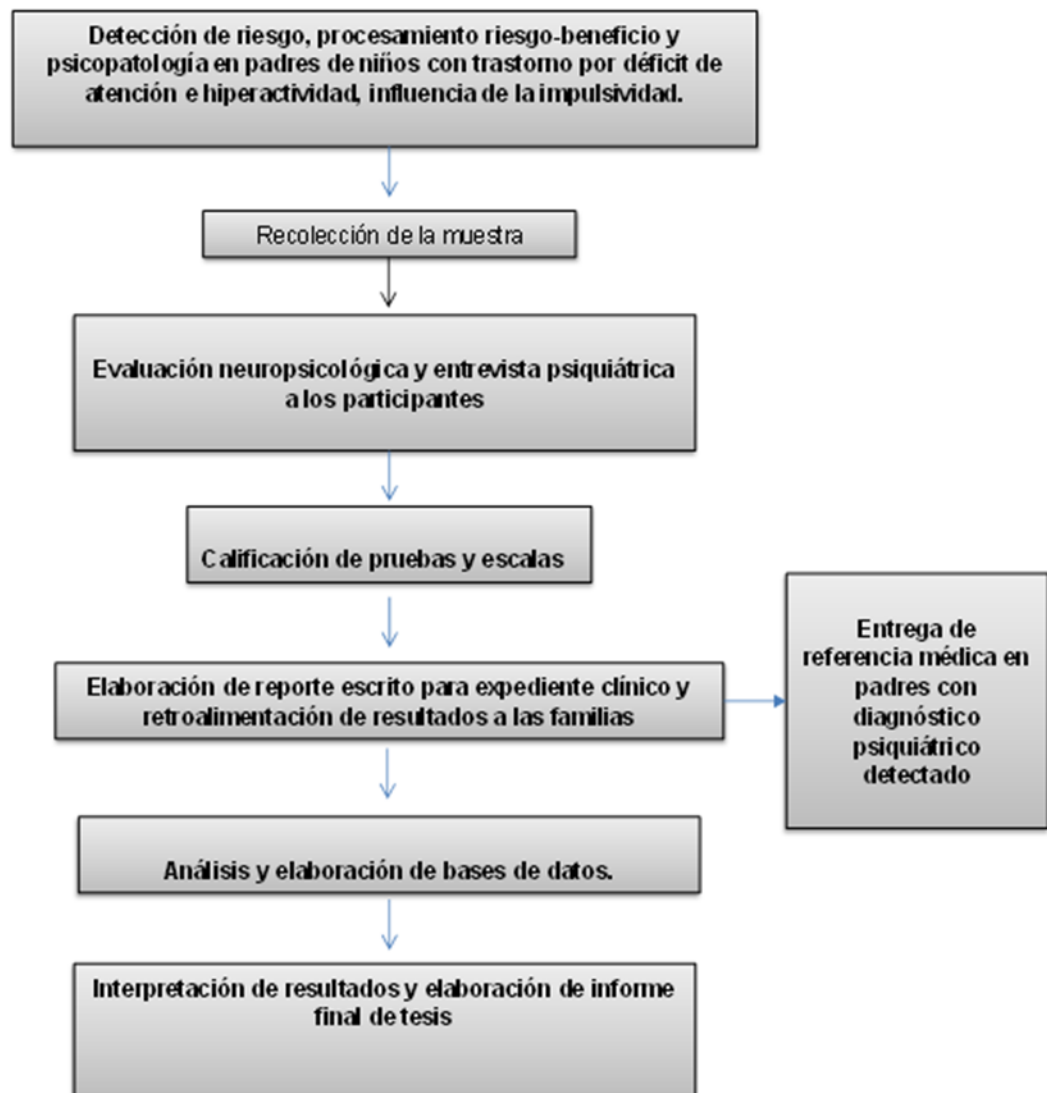 Detección de riesgo, procesamiento riesgo-beneficio y
psicopatología en padres de niños con trastorno por déficit de
atención e hiperactividad, influencia de la impulsividad.
Recolección de la muestra
Evaluación neuropsicológica y entrevista psiquiátrica
a los participantes
Calificación de pruebas y escalas
Elaboración de reporte escrito para expediente clínico y
retroalimentación de resultados a las familias
Entrega de
referencia médica en
padres con
diagnóstico
psiquiátrico
detectado
Análisis y elaboración de bases de datos.
Interpretación de resultados y elaboración de informe
final de tesis